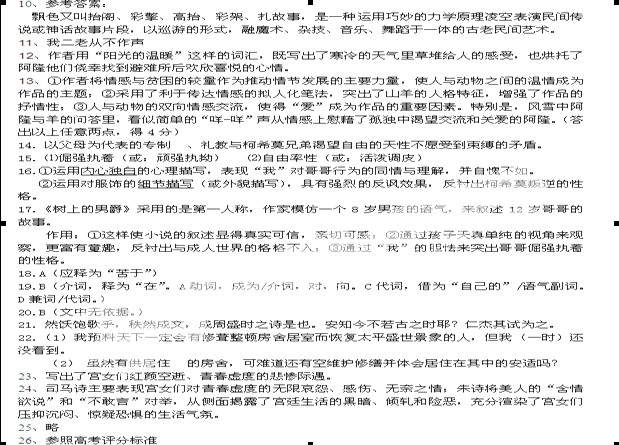 10、参考答案：
飘色又叫抬阁、彩擎、高抬、彩架、扎故事，是一种运用巧妙的力学原理凌空表演民间传
说或神话故事片段，以巡游的形式，融魔术、杂技、音乐、舞蹈于一体的古老民间艺术。
11、我二老从不作声
12、作者用“阳光的温暖”这样的词汇，既写出了寒冷的天气里草堆给人的感受，也烘托了
阿隆他们侥幸找到避难所后欢欣喜悦的心情。
13、①作者将情感与贫困的较量作为推动情节发展的主要力量，使人与动物之间的温情成为
作品的主题；②采用了利于传达情感的拟人化笔法，突出了山羊的人格特征，增强了作品的
抒情性；③人与动物的双向情感交流，使得“爱”成为作品的重要因素。特别是，风雪中阿
隆与羊的问答里，看似简单的“咩—咩”声从情感上慰藉了孤独中渴望交流和关爱的阿隆。（答
出以上任意两点，得 4 分）
14. 以父母为代表的专制 、礼教与柯希莫兄弟渴望自由的天性不愿受到束缚的矛盾。
15. (1)倔强执着（或：顽强执拗） (2)自由率性（或：活泼调皮）
16.①运用内心独白的心理描写，表现“我”对哥哥行为的同情与理解，并自愧不如。
②运用对服饰的细节描写（或外貌描写），具有强烈的反讽效果，反衬出柯希莫叛逆的性
格。
17.《树上的男爵》采用的是第一人称，作家模仿一个 8 岁男孩的语气，来叙述 12 岁哥哥的
故事。
作用：①这样使小说的叙述显得真实可信，亲切可感；②通过孩子天真单纯的视角来观
察，更富有童趣，反衬出与成人世界的格格不入；③通过“我”的胆怯来突出哥哥倔强执着
的性格。
18.A（应释为“苦于”）
19.B（介词，释为“在”。A 动词，成为/介词，对，向。C 代词，借为“自己的”/语气副词。
D 兼词/代词。）
20.B（文中无依据。）
21. 然饫饱歌乎，秩然成文，成周盛时之诗是也。安知今不若古之时耶？仁杰其试为之。
22.（1）我预料天下一定会有修葺整顿房舍居室而恢复太平盛世景象的人，但我（一时）还
没看到。
（2） 虽然有供居住 的房舍，可难道还有空维护修缮并体会居住在其中的安适吗？
23、写出了宫女们红颜空逝、青春虚度的悲惨际遇。
24、司马诗主要表现宫女们对青春虚度的无限哀怨、感伤、无奈之情，朱诗将美人的“含情
欲说”和“不敢言”对举，从侧面揭露了宫廷生活的黑暗、倾轧和险恶，充分渲染了宫女们
压抑沉闷、惊疑恐惧的生活气氛。
25、略
26、参照高考评分标准